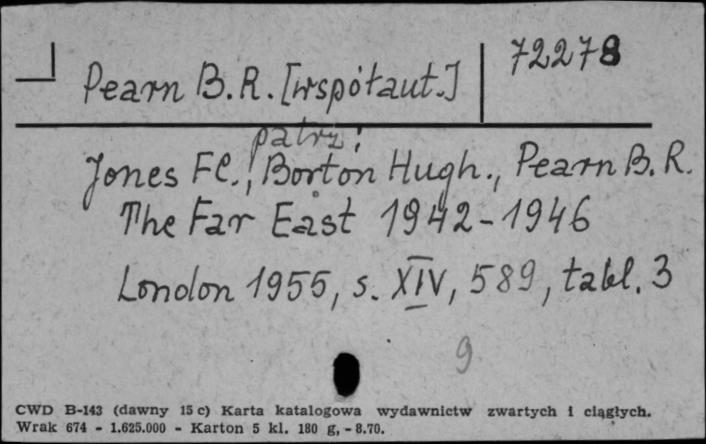 Pearn B.R. [współaut.] 72278
patrz:
Jones F.C., Borton Hugh., Pearn B.R.
The Far East 1942-1946
London 1955, s. XIV, 589, tabl. 3
9
CWD B-143 (dawny 15 c) Karta katalogowa wydawnictw zwartych i ciągłych.
Wrak 674 - 1.625.000 - Karton 5 kl. 180 g, - 8.70.